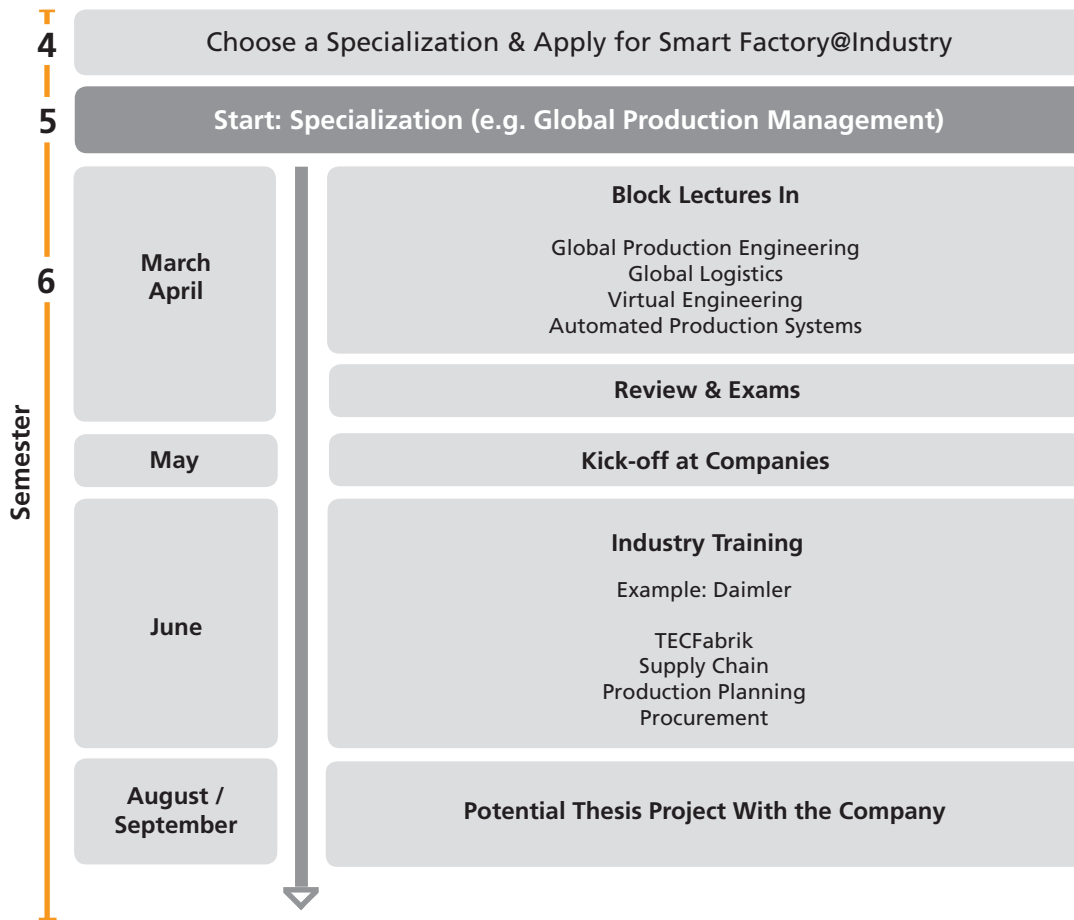 4
Choose a Specialization & Apply for Smart Factory@Industry
5
Start: Specialization (e.g. Global Production Management)
Semester
6
March
April
Block Lectures In
Global Production Engineering
Global Logistics
Virtual Engineering
Automated Production Systems
Review & Exams
May
Kick-off at Companies
June
Industry Training
Example: Daimler
TECFabrik
Supply Chain
Production Planning
Procurement
August /
September
Potential Thesis Project With the Company